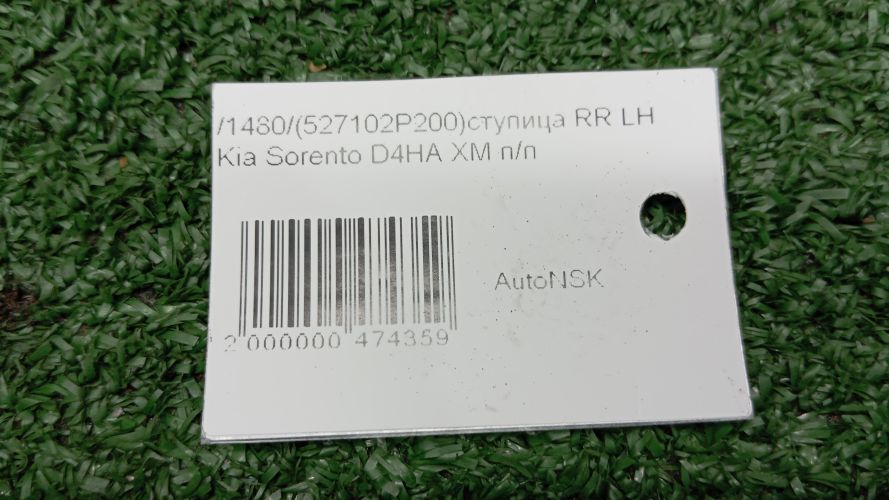 /1480/(527102P200)ступица RR LH
Kia Sorento D4HA XM п/п
AutoNSK
2 000000 474359